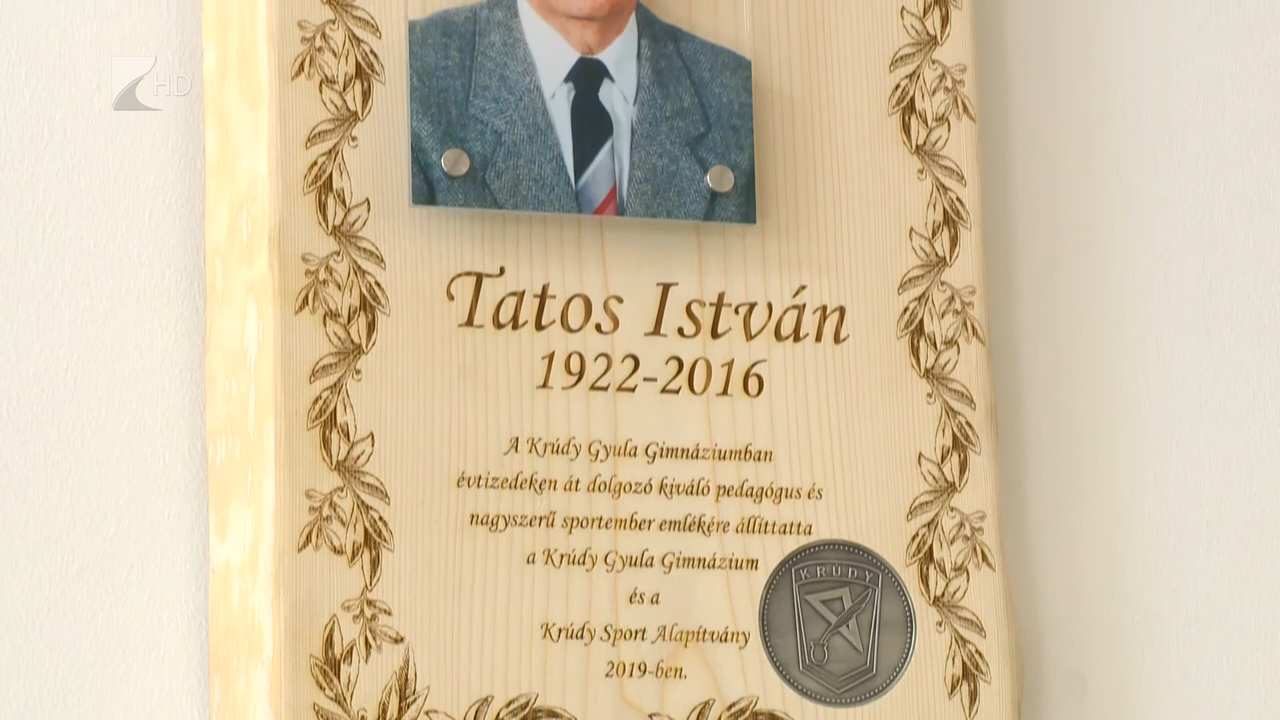 HD
Tatos István
1922-2016
A Krúdy Gyula Gimnáziumban
évtizedeken át dolgozó kiváló pedagógus és
nagyszerű sportember emlékére állíttatta
a Krúdy Gyula Gimnázium
és a
Krúdy Sport Alapítvány
2019-ben.
KRÚDY